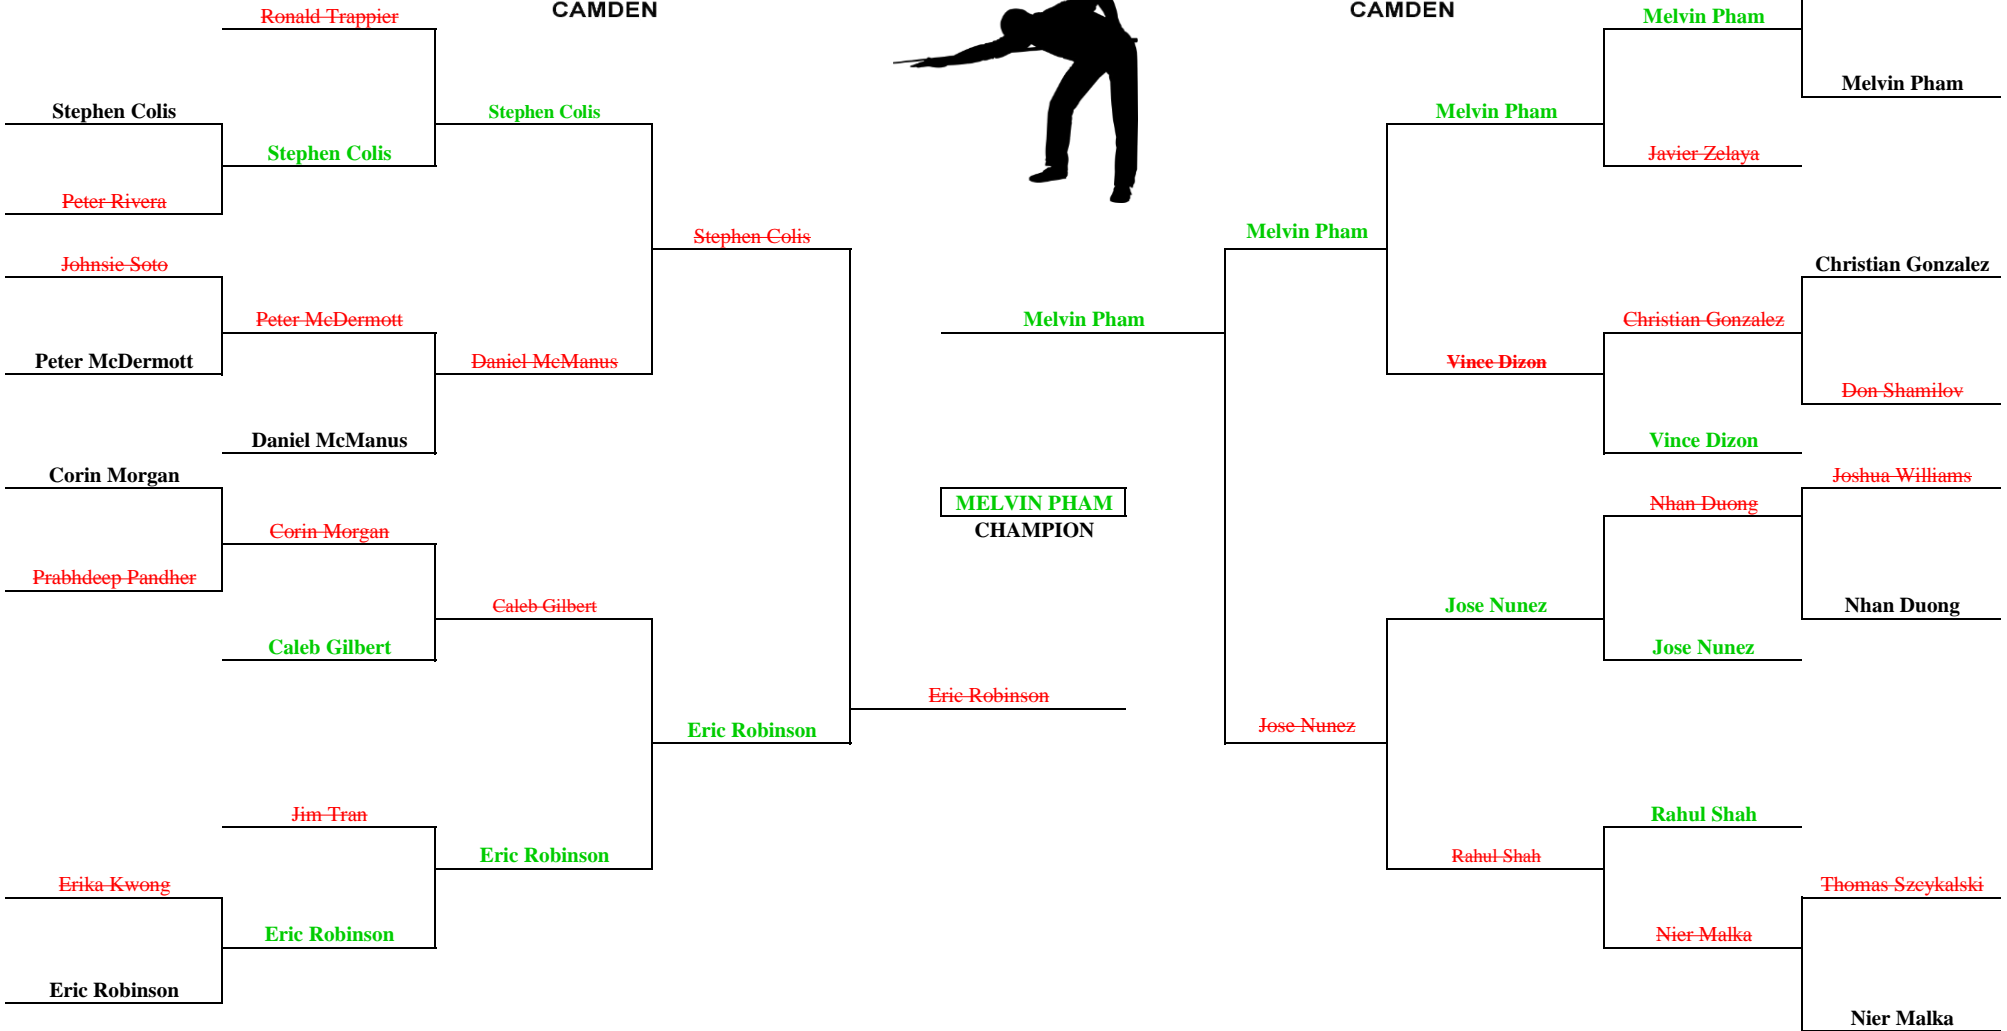 Ronald Trappier
CAMDEN
CAMDEN
Melvin Pham
Melvin Pham
Stephen Colis
Stephen Colis
Melvin Pham
Stephen Colis
Javier Zelaya
Peter Rivera
Stephen Colis
Melvin Pham
Johnsie Soto
Christian Gonzalez
Peter McDermott
Melvin Pham
Christian Gonzalez
Peter McDermott
Daniel McManus
Vince Dizon
Don Shamilov
Daniel McManus
Vince Dizon
Corin Morgan
Joshua Williams
MELVIN PHAM
Nhan Duong
CHAMPION
Corin Morgan
Prabhdeep Pandher
Caleb Gilbert
Jose Nunez
Nhan Duong
Caleb Gilbert
Jose Nunez
Eric Robinson
Eric Robinson
Jose Nunez
Jim Tran
Rahul Shah
Eric Robinson
Rahul Shah
Erika Kwong
Thomas Szcykalski
Eric Robinson
Nier Malka
Eric Robinson
Nier Malka